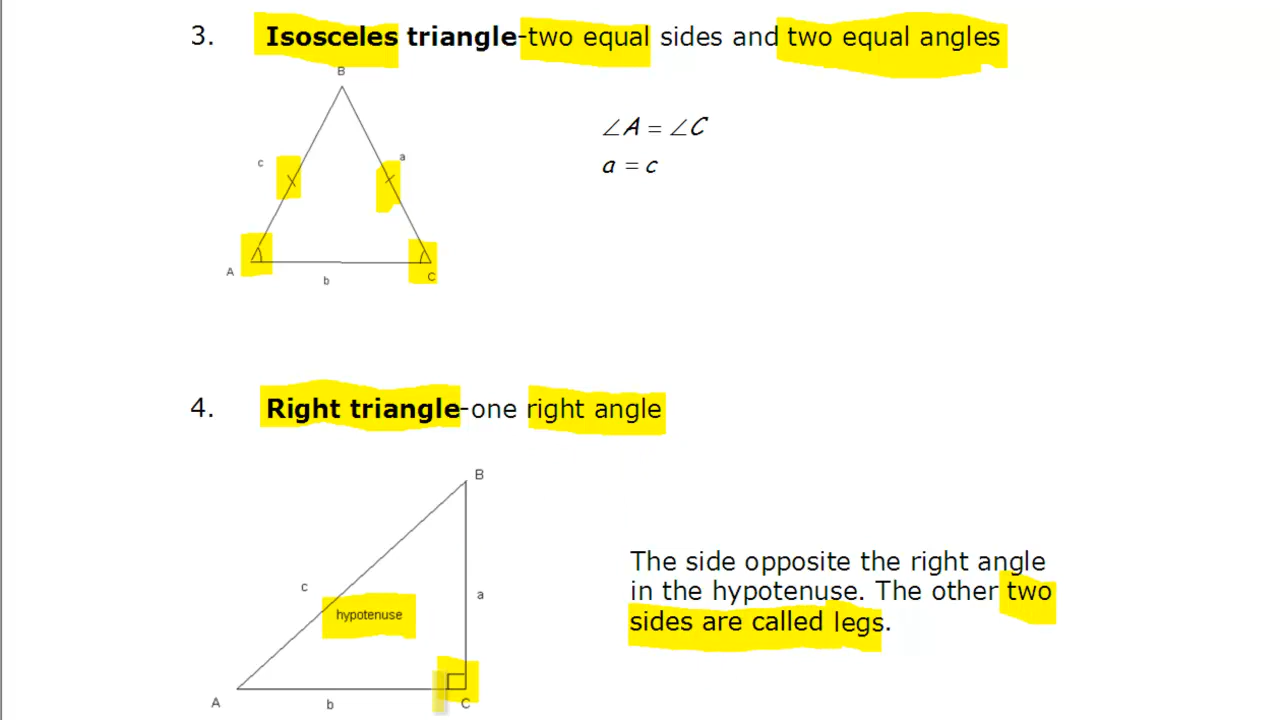 3. Isosceles triangle-two equal sides and two equal angles
B
∠A = ∠C
c a
a = c
A C
b
4. Right triangle-one right angle
B
The side opposite the right angle
c
in the hypotenuse. The other two
a
hypotenuse
sides are called legs.
A b C